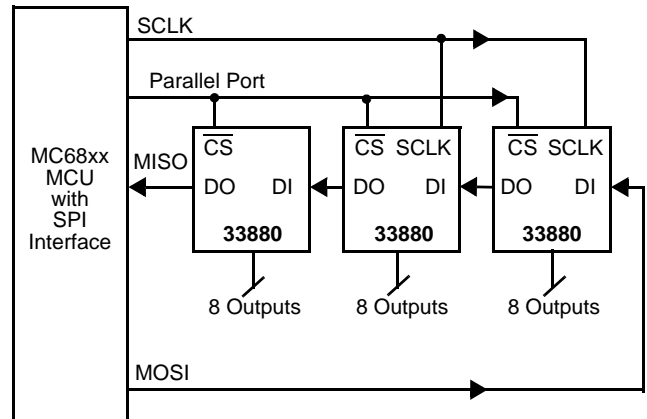 SCLK
Parallel Port
MC68xx
MCU
with
SPI
Interface
MISO
CS
DO DI
33880
8 Outputs
CS SCLK
DO DI
33880
8 Outputs
CS SCLK
DO DI
33880
8 Outputs
MOSI